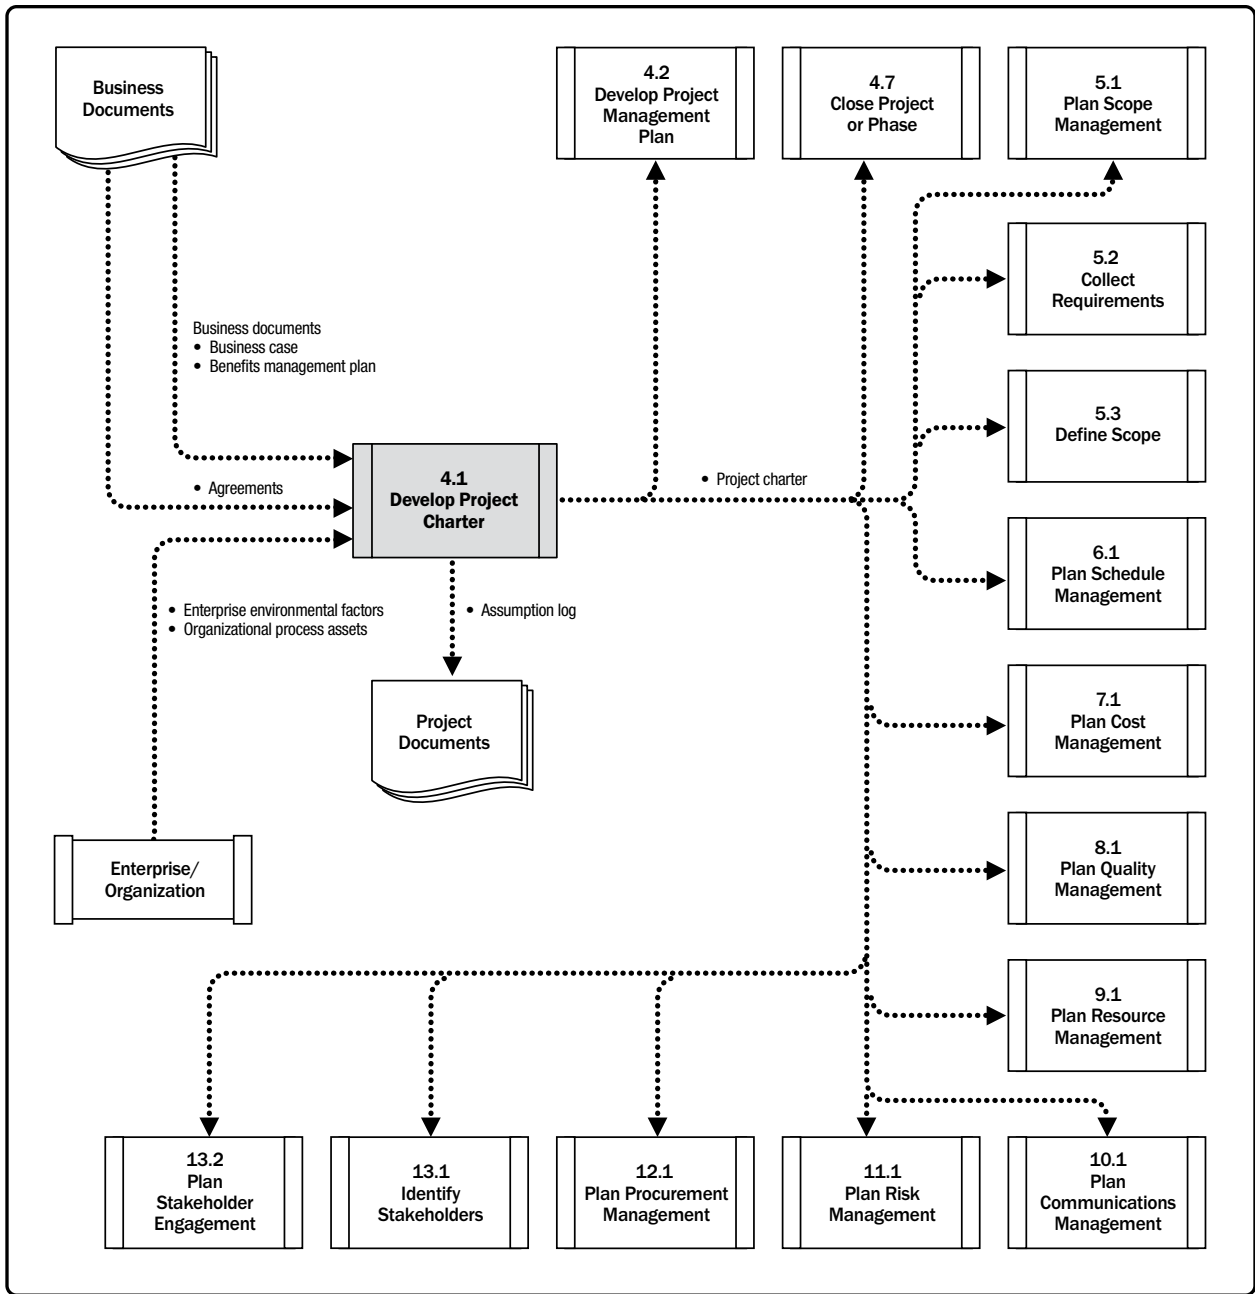 Business
Documents
4.2
Develop Project
Management
Plan
4.7
Close Project
or Phase
5.1
Plan Scope
Management
5.2
Collect
Requirements
Business documents
• Business case
• Benefits management plan
5.3
Define Scope
4.1
Develop Project
Charter
• Agreements
• Project charter
6.1
Plan Schedule
Management
• Enterprise environmental factors
• Organizational process assets
• Assumption log
Project
Documents
7.1
Plan Cost
Management
8.1
Plan Quality
Management
Enterprise/
Organization
9.1
Plan Resource
Management
13.2
Plan
Stakeholder
Engagement
13.1
Identify
Stakeholders
12.1
Plan Procurement
Management
11.1
Plan Risk
Management
10.1
Plan
Communications
Management